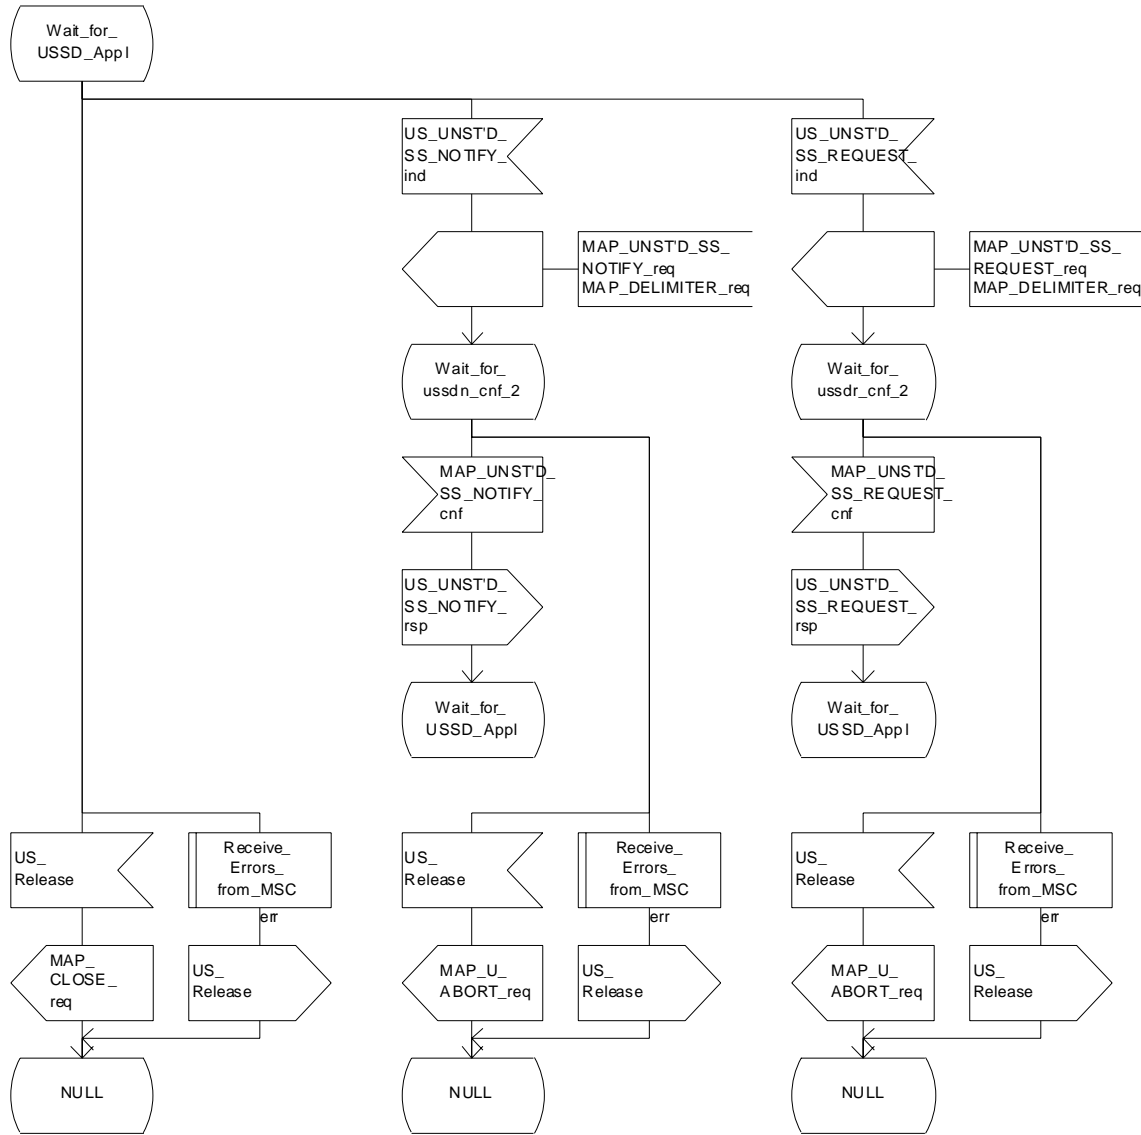 Wait_for_
USSD_Appl
US_UNST'D_
SS_NOTIFY_
ind
US_UNST'D_
SS_REQUEST_
ind
MAP_UNST'D_SS_
NOTIFY_req
MAP_DELIMITER_req
MAP_UNST'D_SS_
REQUEST_req
MAP_DELIMITER_req
Wait_for_
ussdn_cnf_2
Wait_for_
ussdr_cnf_2
MAP_UNST'D_
SS_NOTIFY_
cnf
MAP_UNST'D_
SS_REQUEST_
cnf
US_UNST'D_
SS_NOTIFY_
rsp
US_UNST'D_
SS_REQUEST_
rsp
Wait_for_
USSD_Appl
Wait_for_
USSD_Appl
US_
Release
Receive_
Errors_
from_MSC
err
US_
Release
Receive_
Errors_
from_MSC
err
US_
Release
Receive_
Errors_
from_MSC
err
MAP_
CLOSE_
req
US_
Release
MAP_U_
ABORT_req
US_
Release
MAP_U_
ABORT_req
US_
Release
NULL
NULL
NULL